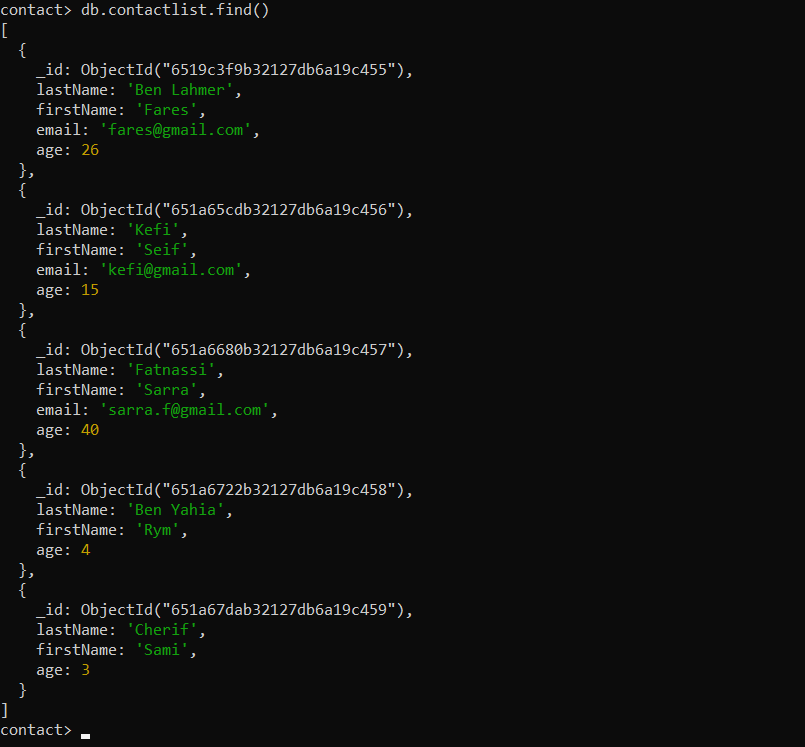 contact> db.contactlist.find()
[
  {
    _id: ObjectId("6519c3f9b32127db6a19c455"),
    lastName: 'Ben Lahmer',
    firstName: 'Fares',
    email: 'fares@gmail.com',
    age: 26
  },
  {
    _id: ObjectId("651a65cdb32127db6a19c456"),
    lastName: 'Kefi',
    firstName: 'Seif',
    email: 'kefi@gmail.com',
    age: 15
  },
  {
    _id: ObjectId("651a6680b32127db6a19c457"),
    lastName: 'Fatnassi',
    firstName: 'Sarra',
    email: 'sarra.f@gmail.com',
    age: 40
  },
  {
    _id: ObjectId("651a6722b32127db6a19c458"),
    lastName: 'Ben Yahia',
    firstName: 'Rym',
    age: 4
  },
  {
    _id: ObjectId("651a67dab32127db6a19c459"),
    lastName: 'Cherif',
    firstName: 'Sami',
    age: 3
  }
]
contact>